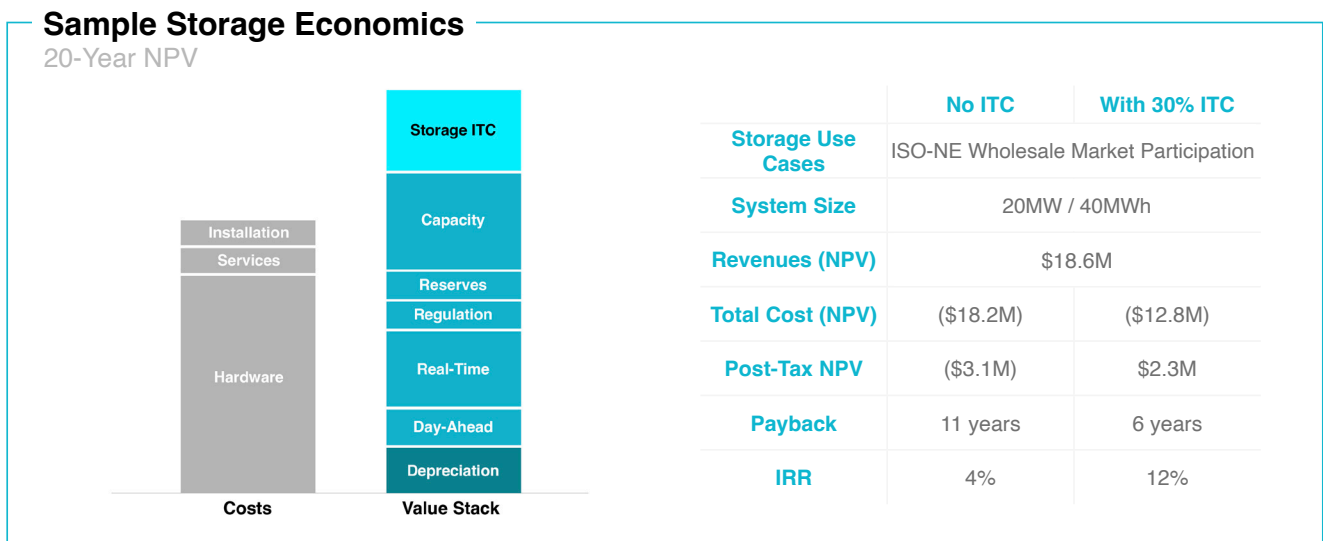 Sample Storage Economics
20-Year NPV
Storage ITC
Capacity
Reserves
Regulation
Real-Time
Day-Ahead
Depreciation
Installation
Services
Hardware
Costs
Value Stack
No ITC
With 30% ITC
Storage Use
Cases
ISO-NE Wholesale Market Participation
System Size
20MW / 40MWh
Revenues (NPV)
$18.6M
Total Cost (NPV)
($18.2M)
($12.8M)
Post-Tax NPV
($3.1M)
$2.3M
Payback
11 years
6 years
IRR
4%
12%